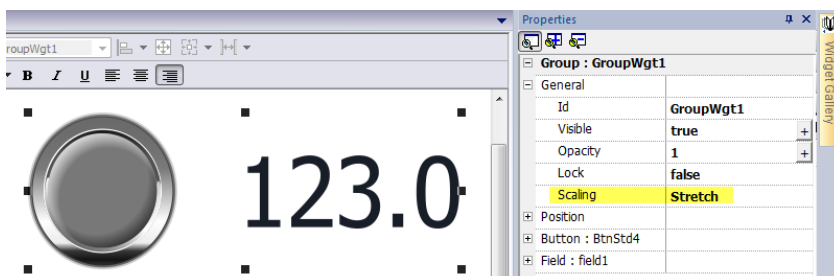 Properties
roupWgt1
B I U
Group : GroupWgt1
General
Id GroupWgt1
Visible true +
Opacity 1 +
Lock false
Scaling Stretch
Position
Button : BtnStd4
Field : field1
123.0
Widget Gallery